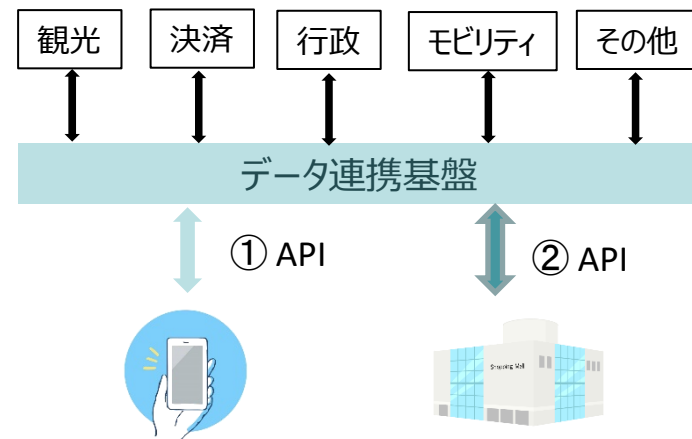 観光 決済 行政 モビリティ その他
データ連携基盤
① API ② API
Shopping Mall